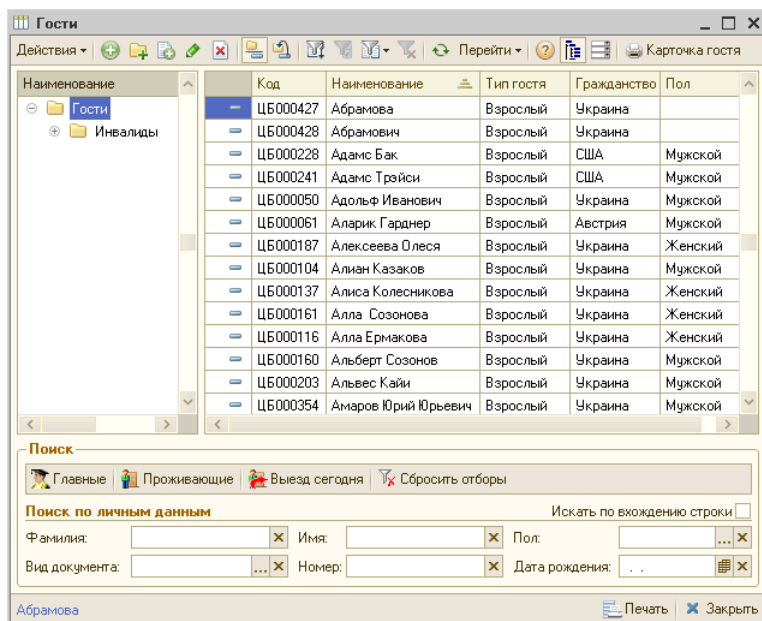 Гости
Действия Перейти Карточка гостя
Наименование
Гости
Инвалиды
Код Наименование Тип гостя Гражданство Пол
ЦБ000427 Абрамова Взрослый Украина
ЦБ000428 Абрамович Взрослый Украина
ЦБ000228 Адамс Бак Взрослый США Мужской
ЦБ000241 Адамс Трэйси Взрослый США Мужской
ЦБ000050 Адольф Иванович Взрослый Украина Мужской
ЦБ000061 Аларик Гарднер Взрослый Австрия Мужской
ЦБ000187 Алексеева Олеся Взрослый Украина Женский
ЦБ000104 Алиан Казаков Взрослый Украина Мужской
ЦБ000137 Алиса Колесникова Взрослый Украина Женский
ЦБ000161 Алла Созонова Взрослый Украина Женский
ЦБ000116 Алла Ермакова Взрослый Украина Женский
ЦБ000160 Альберт Созонов Взрослый Украина Мужской
ЦБ000203 Альвес Кайи Взрослый Украина Мужской
ЦБ000354 Амаров Юрий Юрьевич Взрослый Украина Мужской
Поиск
Главные Проживающие Выезд сегодня Сбросить отборы
Поиск по личным данным Искать по вхождению строки
Фамилия: Имя: Пол:
Вид документа: Номер: Дата рождения: . .
Абрамова Печать Закрыть